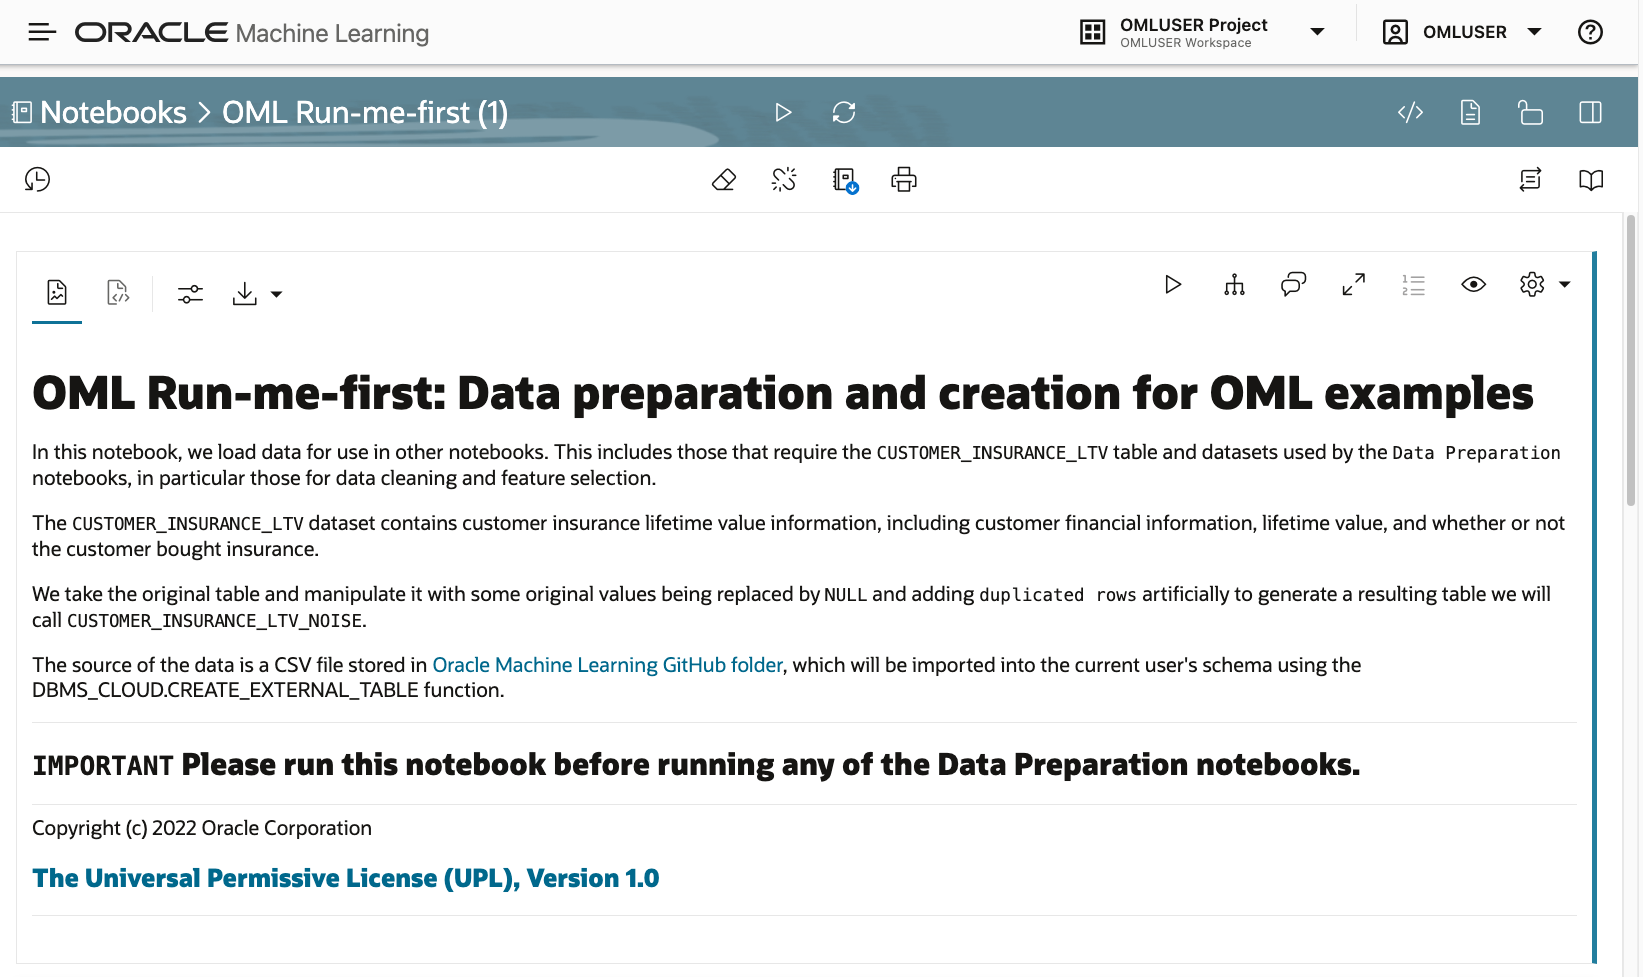 ORACLE Machine Learning
OMLUSER Project
OMLUSER Workspace
OMLUSER
Notebooks > OML Run-me-first (1)
OML Run-me-first: Data preparation and creation for OML examples
In this notebook, we load data for use in other notebooks. This includes those that require the CUSTOMER_INSURANCE_LTV table and datasets used by the Data Preparation
notebooks, in particular those for data cleaning and feature selection.
The CUSTOMER_INSURANCE_LTV dataset contains customer insurance lifetime value information, including customer financial information, lifetime value, and whether or not
the customer bought insurance.
We take the original table and manipulate it with some original values being replaced by NULL and adding duplicated rows artificially to generate a resulting table we will
call CUSTOMER_INSURANCE_LTV_NOISE.
The source of the data is a CSV file stored in Oracle Machine Learning GitHub folder, which will be imported into the current user's schema using the
DBMS_CLOUD.CREATE_EXTERNAL_TABLE function.
IMPORTANT Please run this notebook before running any of the Data Preparation notebooks.
Copyright (c) 2022 Oracle Corporation
The Universal Permissive License (UPL), Version 1.0